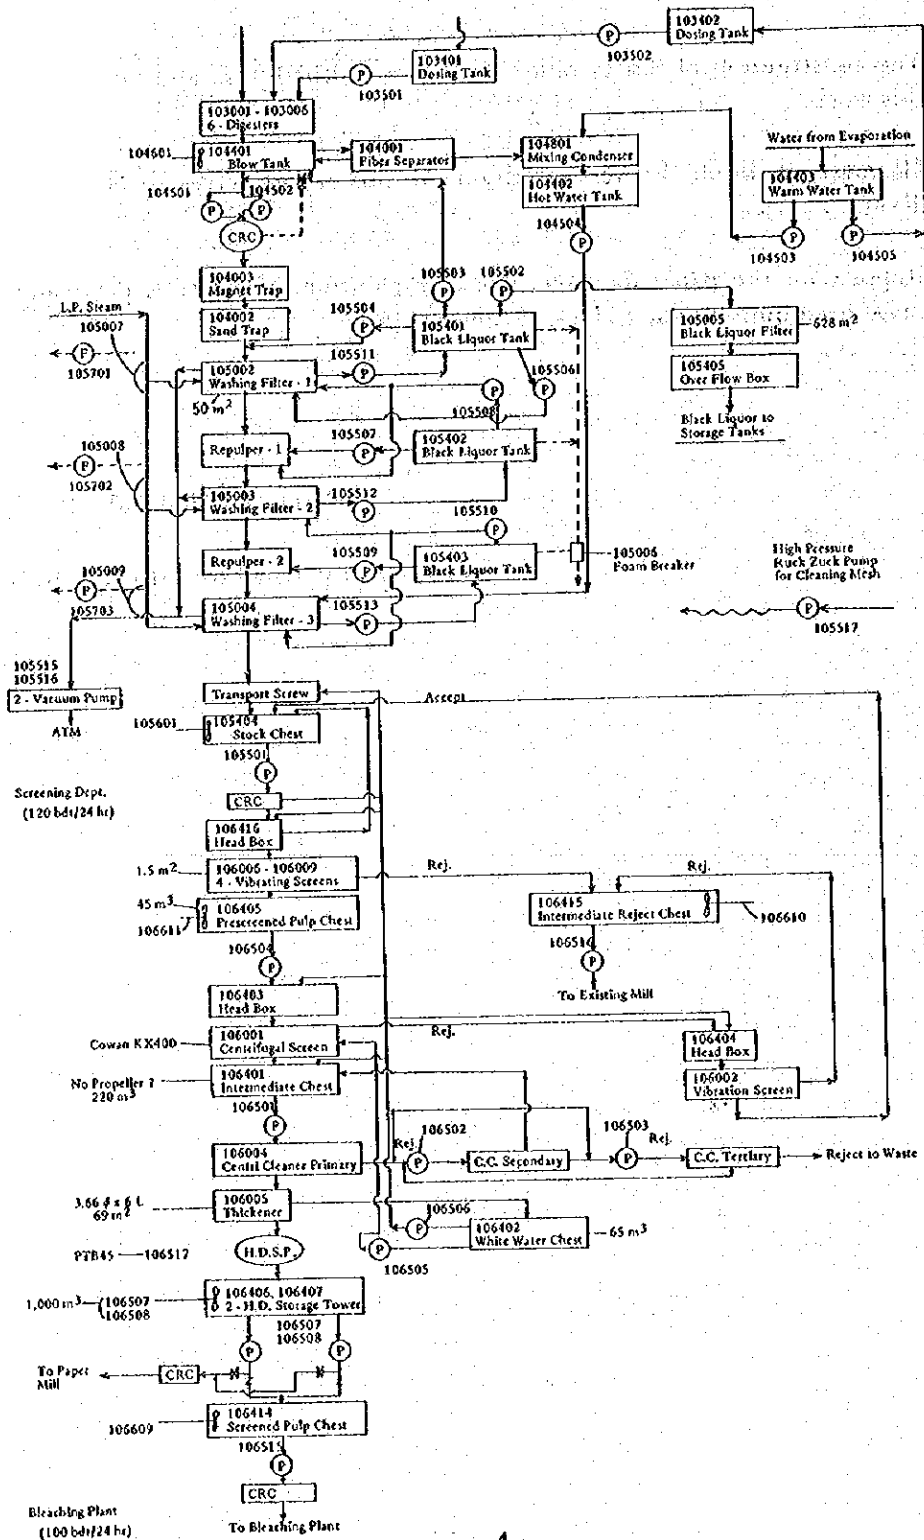 103402
Dosing Tank
P
103502
103401
Dosing Tank
P
103501
103001 - 103006
6 - Digesters
104601
104401
Blow Tank
104001
Fiber Separator
104801
Mixing Condenser
104402
Hot Water Tank
Water from Evaporation
104403
Warm Water Tank
104501
104502
P
P
CRC
104504
P
P
104503
P
104505
104003
Magnet Trap
104002
Sand Trap
105503
P
105502
P
105504
P
105401
Black Liquor Tank
105005
Black Liquor Filter
628 m²
105405
Over Flow Box
Black Liquor to
Storage Tanks
L.P. Steam
105007
P
105701
105002
Washing Filter - 1
50 m²
105511
P
105506
P
P
105508
105008
P
105702
Repulper - 1
105507
P
105402
Black Liquor Tank
105003
Washing Filter - 2
105512
P
105510
P
105009
P
105703
Repulper - 2
105509
P
105403
Black Liquor Tank
105006
Foam Breaker
105004
Washing Filter - 3
105513
P
High Pressure
Ruck Zuck Pump
for Cleaning Mesh
P
105517
105515
105516
2 - Vacuum Pump
ATM
Transport Screw
Accept
105601
105404
Stock Chest
105501
P
CRC
Screening Dept.
(120 bdt/24 hr)
106416
Head Box
1.5 m²
106006 - 106009
4 - Vibrating Screens
Rej.
Rej.
45 m³
106611
106405
Prescreened Pulp Chest
106415
Intermediate Reject Chest
106610
106504
P
106514
P
To Existing Mill
106403
Head Box
Cowan KX400
106001
Centrifugal Screen
Rej.
106404
Head Box
No Propeller ?
220 m³
106401
Intermediate Chest
106002
Vibration Screen
106501
P
106004
Centri Cleaner Primary
Rej.
106502
P
C.C. Secondary
106503
P
Rej.
C.C. Tertiary
Reject to Waste
3.66 ϕ x 6 L
69 m²
106005
Thickener
106506
P
106402
White Water Chest
65 m³
P
106505
PTB45
106517
H.D.S.P.
1,000 m³
106507
106508
106406, 106407
2 - H.D. Storage Tower
106507
106508
P
P
To Paper
Mill
CRC
106609
106414
Screened Pulp Chest
106515
P
CRC
Bleaching Plant
(100 bdt/24 hr)
To Bleaching Plant